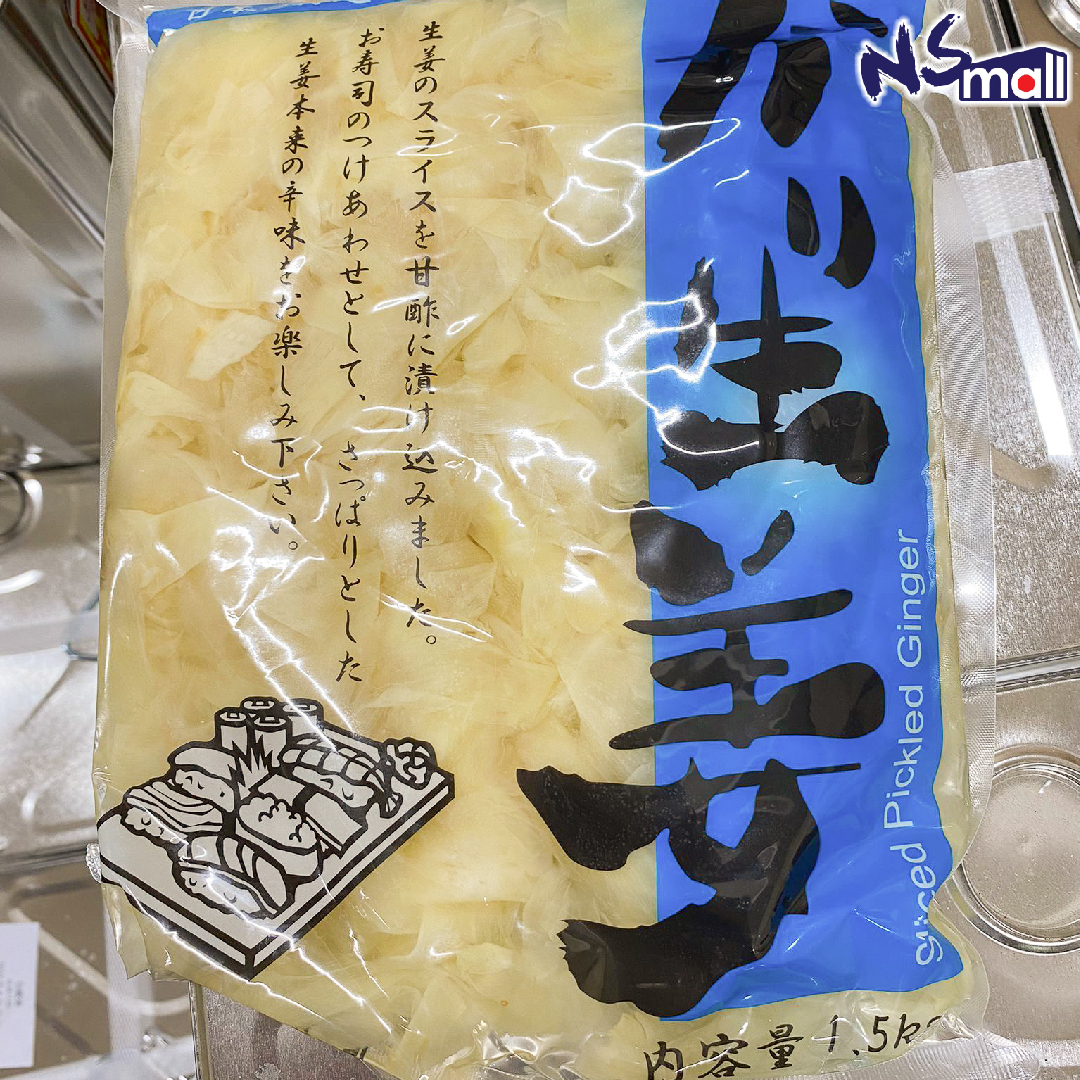 NSmall
がり生姜
Sliced Pickled Ginger
生姜のスライスを甘酢に漬け込みました。
お寿司のつけあわせとして、さっぱりとした
生姜本来の辛味をお楽しみ下さい。
内容量 1.5kg